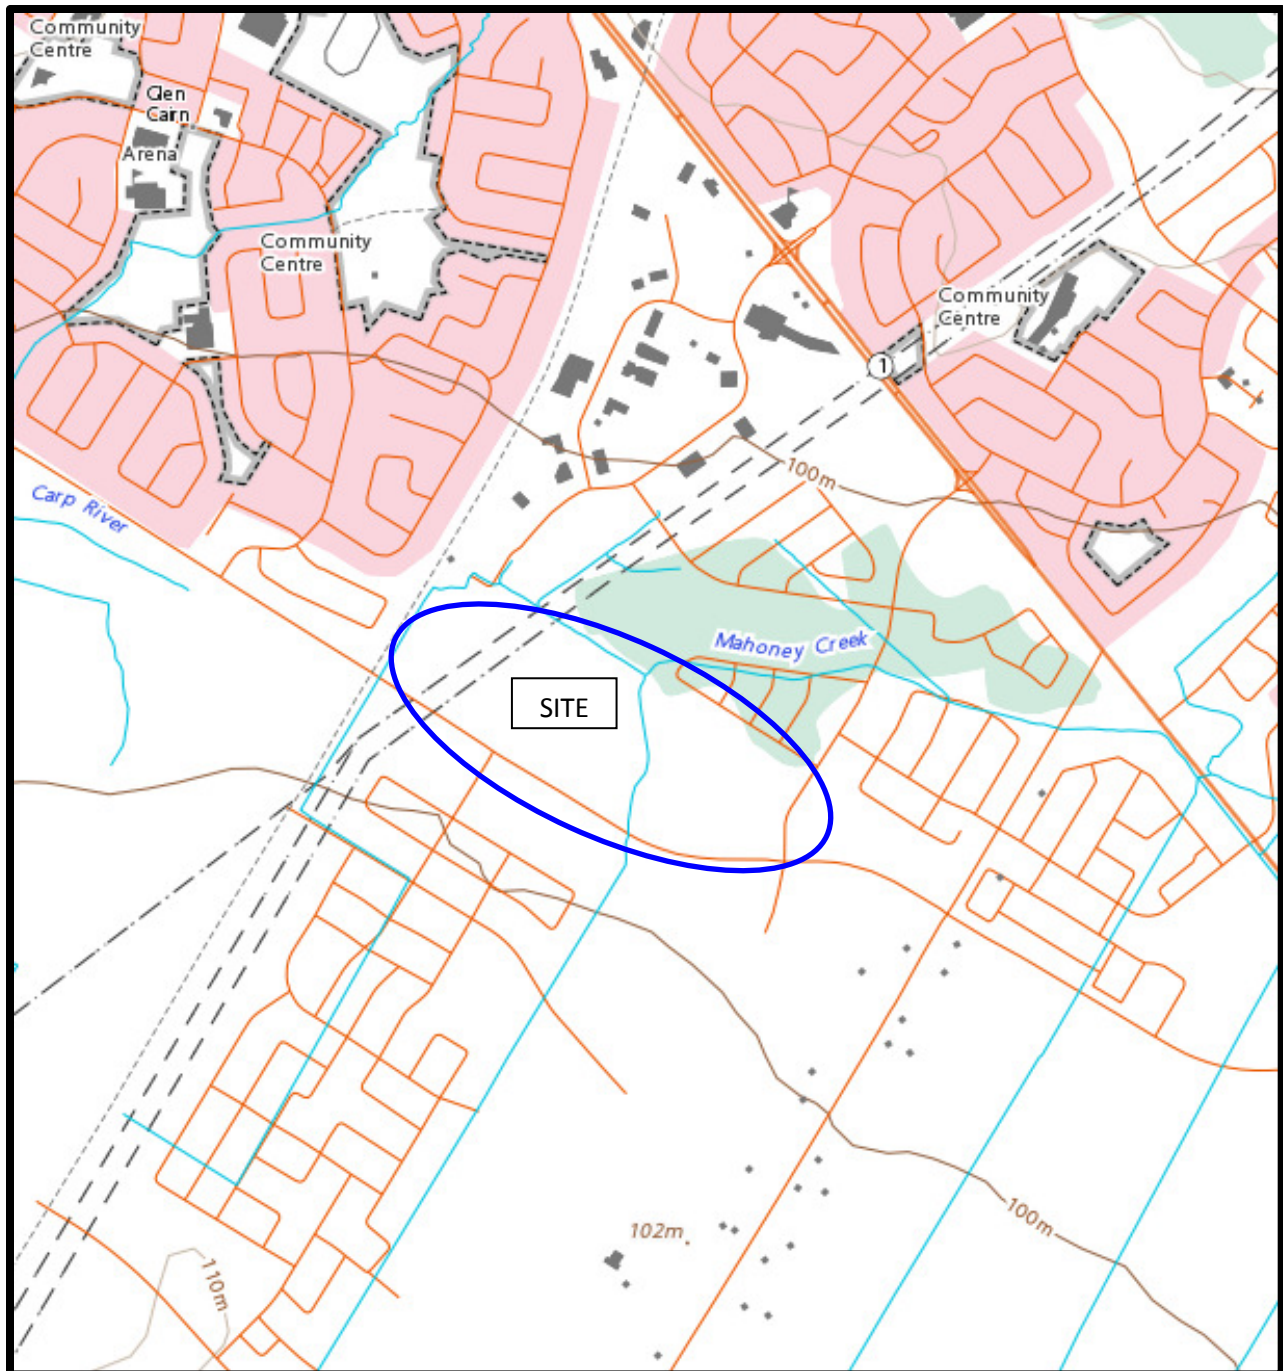 Community
Centre
Glen
Cairn
Arena
Community
Centre
Community
Centre
1
100m
Carp River
Mahoney Creek
SITE
100m
102m
110m